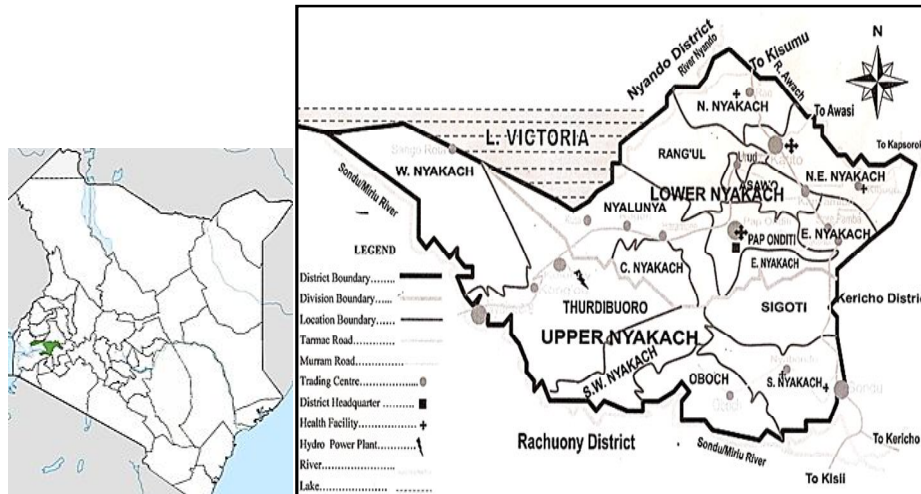 Nyando District
River Nyando
To Kisumu
R. Awach
N
N. NYAKACH
To Awasi
L. VICTORIA
To Kapsorok
W. NYAKACH
RANG'UL
N.E. NYAKACH
Sondu/Miriu River
ASAWO
LOWER NYAKACH
NYALUNYA
E. NYAKACH
PAP ONDITI
C. NYAKACH
E. NYAKACH
THURDIBUORO
SIGOTI
Kericho Distri
UPPER NYAKACH
S.W. NYAKACH
OBOCH
S. NYAKACH
Sondu
Rachuony District
Sondu/Miriu River
To Kericho
To KIsii
LEGEND
District Boundary
Division Boundary
Location Boundary
Tarmac Road
Murram Road
Trading Centre
District Headquarter
Health Facility
Hydro Power Plant
River
Lake